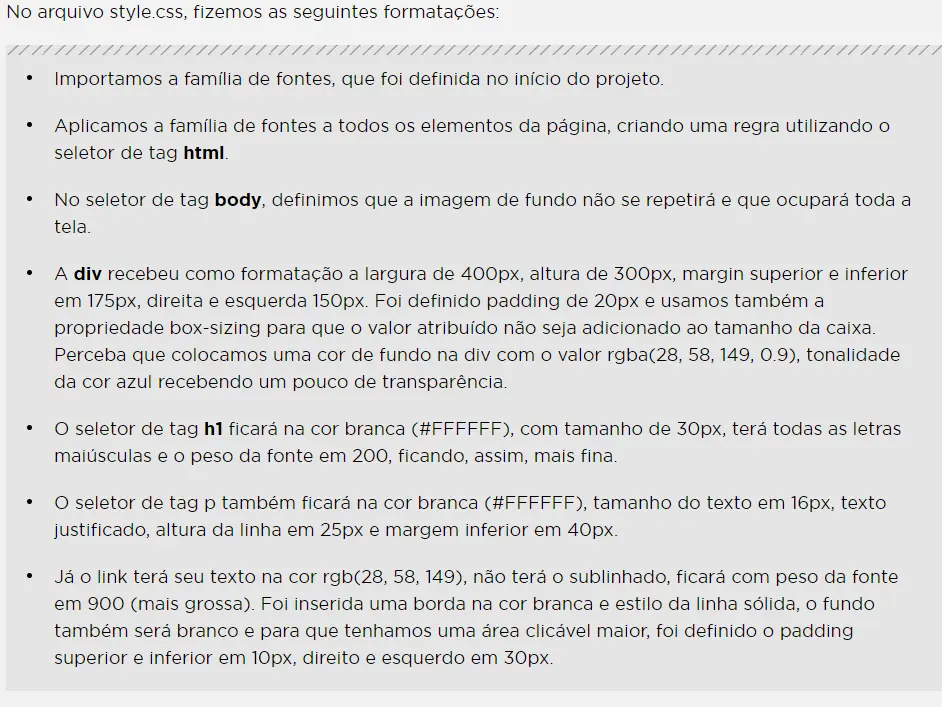 No arquivo style.css, fizemos as seguintes formatações:
• Importamos a família de fontes, que foi definida no início do projeto.
• Aplicamos a família de fontes a todos os elementos da página, criando uma regra utilizando o
seletor de tag html.
• No seletor de tag body, definimos que a imagem de fundo não se repetirá e que ocupará toda a
tela.
• A div recebeu como formatação a largura de 400px, altura de 300px, margin superior e inferior
em 175px, direita e esquerda 150px. Foi definido padding de 20px e usamos também a
propriedade box-sizing para que o valor atribuído não seja adicionado ao tamanho da caixa.
Perceba que colocamos uma cor de fundo na div com o valor rgba(28, 58, 149, 0.9), tonalidade
da cor azul recebendo um pouco de transparência.
• O seletor de tag h1 ficará na cor branca (#FFFFFF), com tamanho de 30px, terá todas as letras
maiúsculas e o peso da fonte em 200, ficando, assim, mais fina.
• O seletor de tag p também ficará na cor branca (#FFFFFF), tamanho do texto em 16px, texto
justificado, altura da linha em 25px e margem inferior em 40px.
• Já o link terá seu texto na cor rgb(28, 58, 149), não terá o sublinhado, ficará com peso da fonte
em 900 (mais grossa). Foi inserida uma borda na cor branca e estilo da linha sólida, o fundo
também será branco e para que tenhamos uma área clicável maior, foi definido o padding
superior e inferior em 10px, direito e esquerdo em 30px.